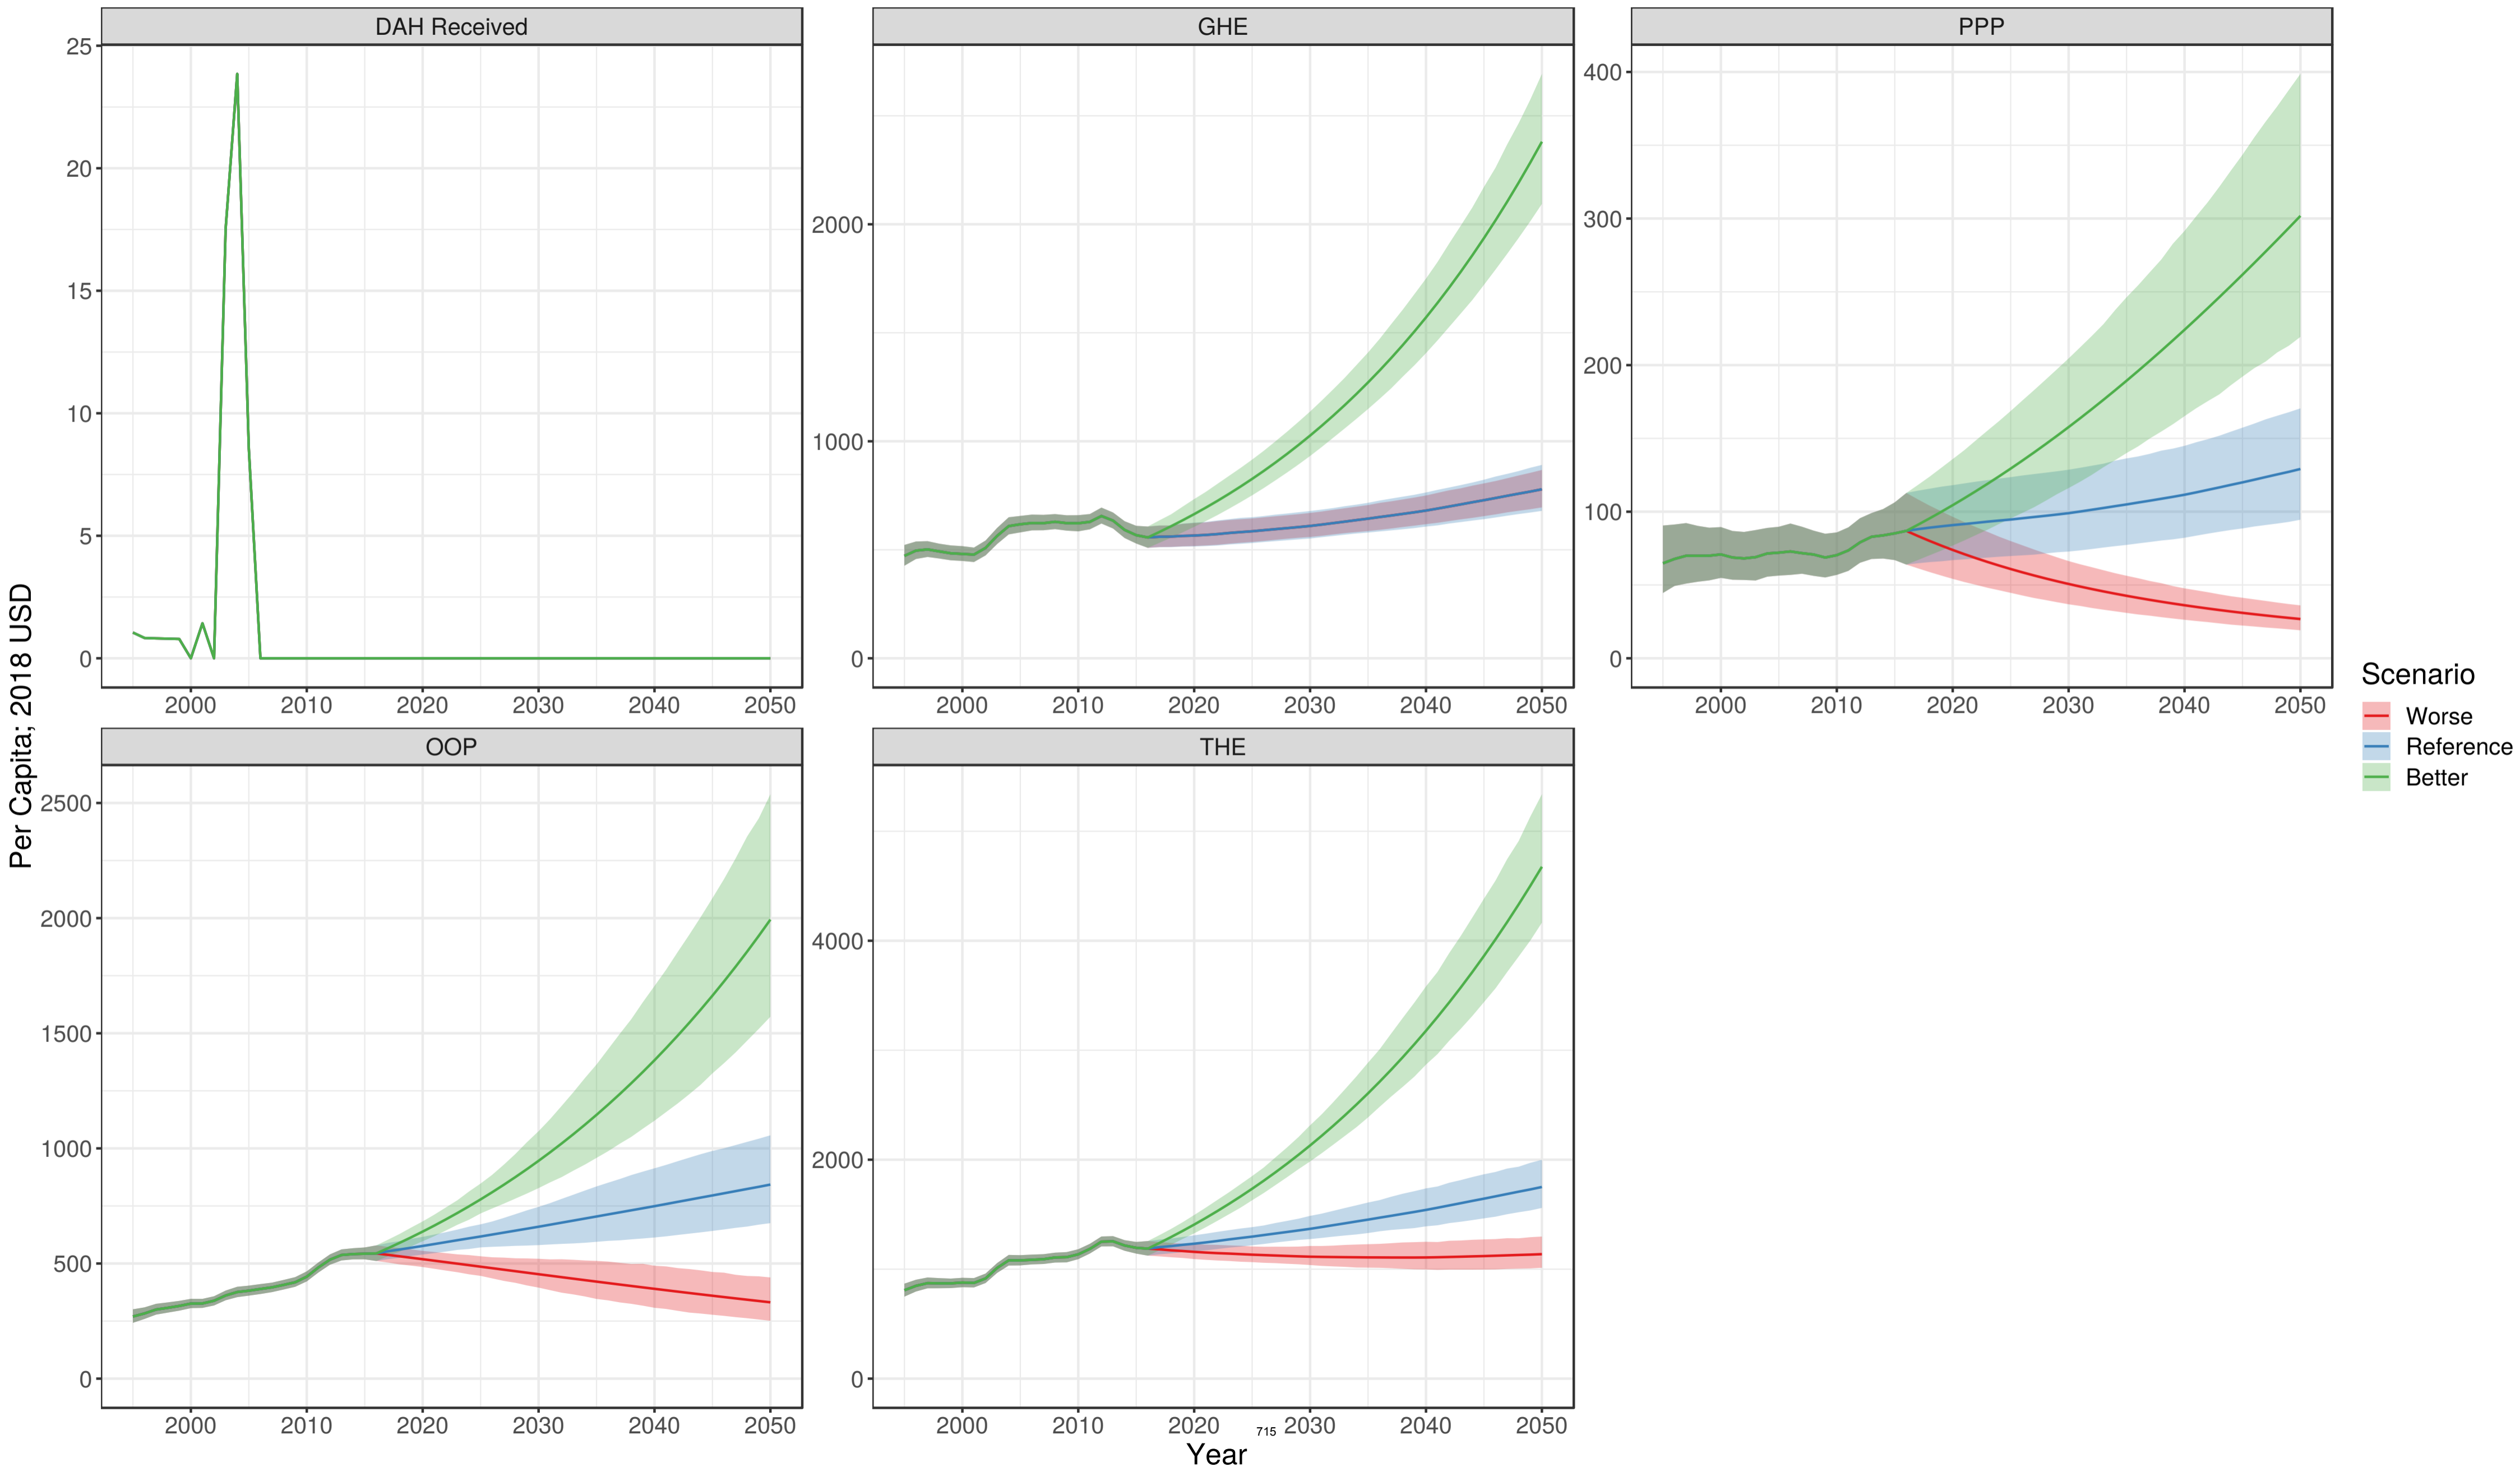 DAH Received
GHE
PPP
25
20
15
10
5
0
2000
1000
0
400
300
200
100
0
2000 2010 2020 2030 2040 2050
2000 2010 2020 2030 2040 2050
2000 2010 2020 2030 2040 2050
Per Capita; 2018 USD
OOP
THE
2500
2000
1500
1000
500
0
4000
2000
0
2000 2010 2020 2030 2040 2050
2000 2010 2020 2030 2040 2050
715
Year
Scenario
Worse
Reference
Better